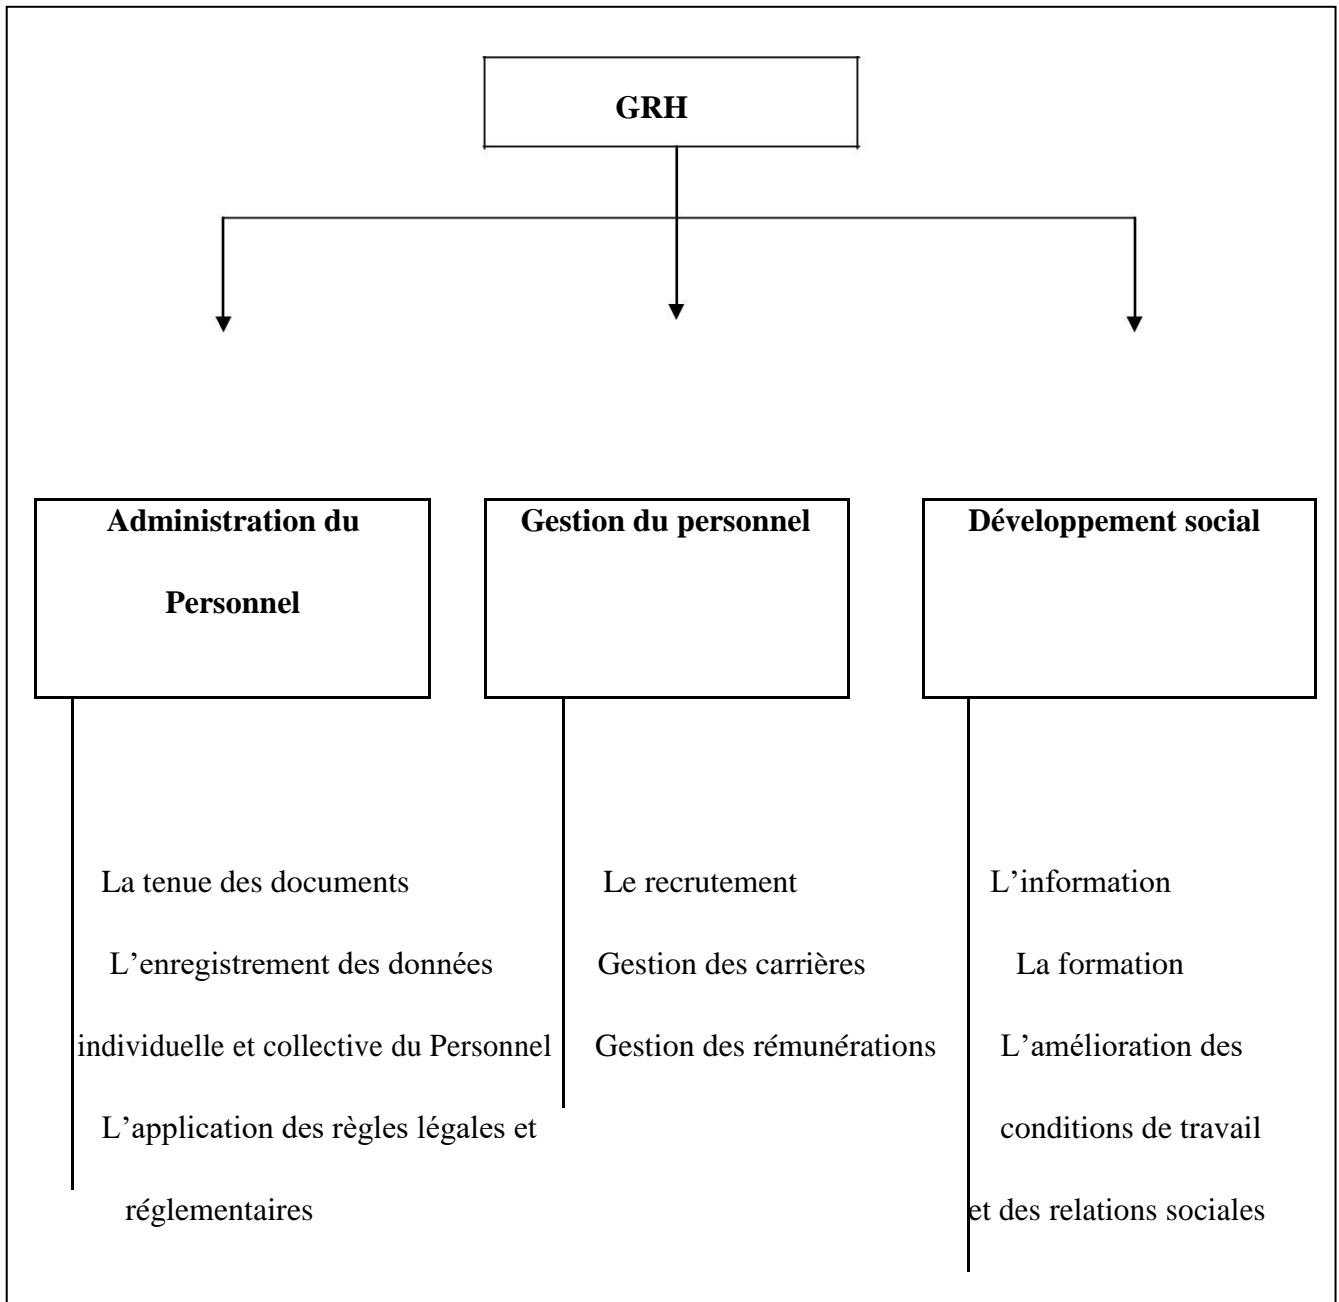 GRH
Administration du
Personnel
Gestion du personnel
Développement social
La tenue des documents
L’enregistrement des données
individuelle et collective du Personnel
L’application des règles légales et
réglementaires
Le recrutement
Gestion des carrières
Gestion des rémunérations
L’information
La formation
L’amélioration des
conditions de travail
et des relations sociales